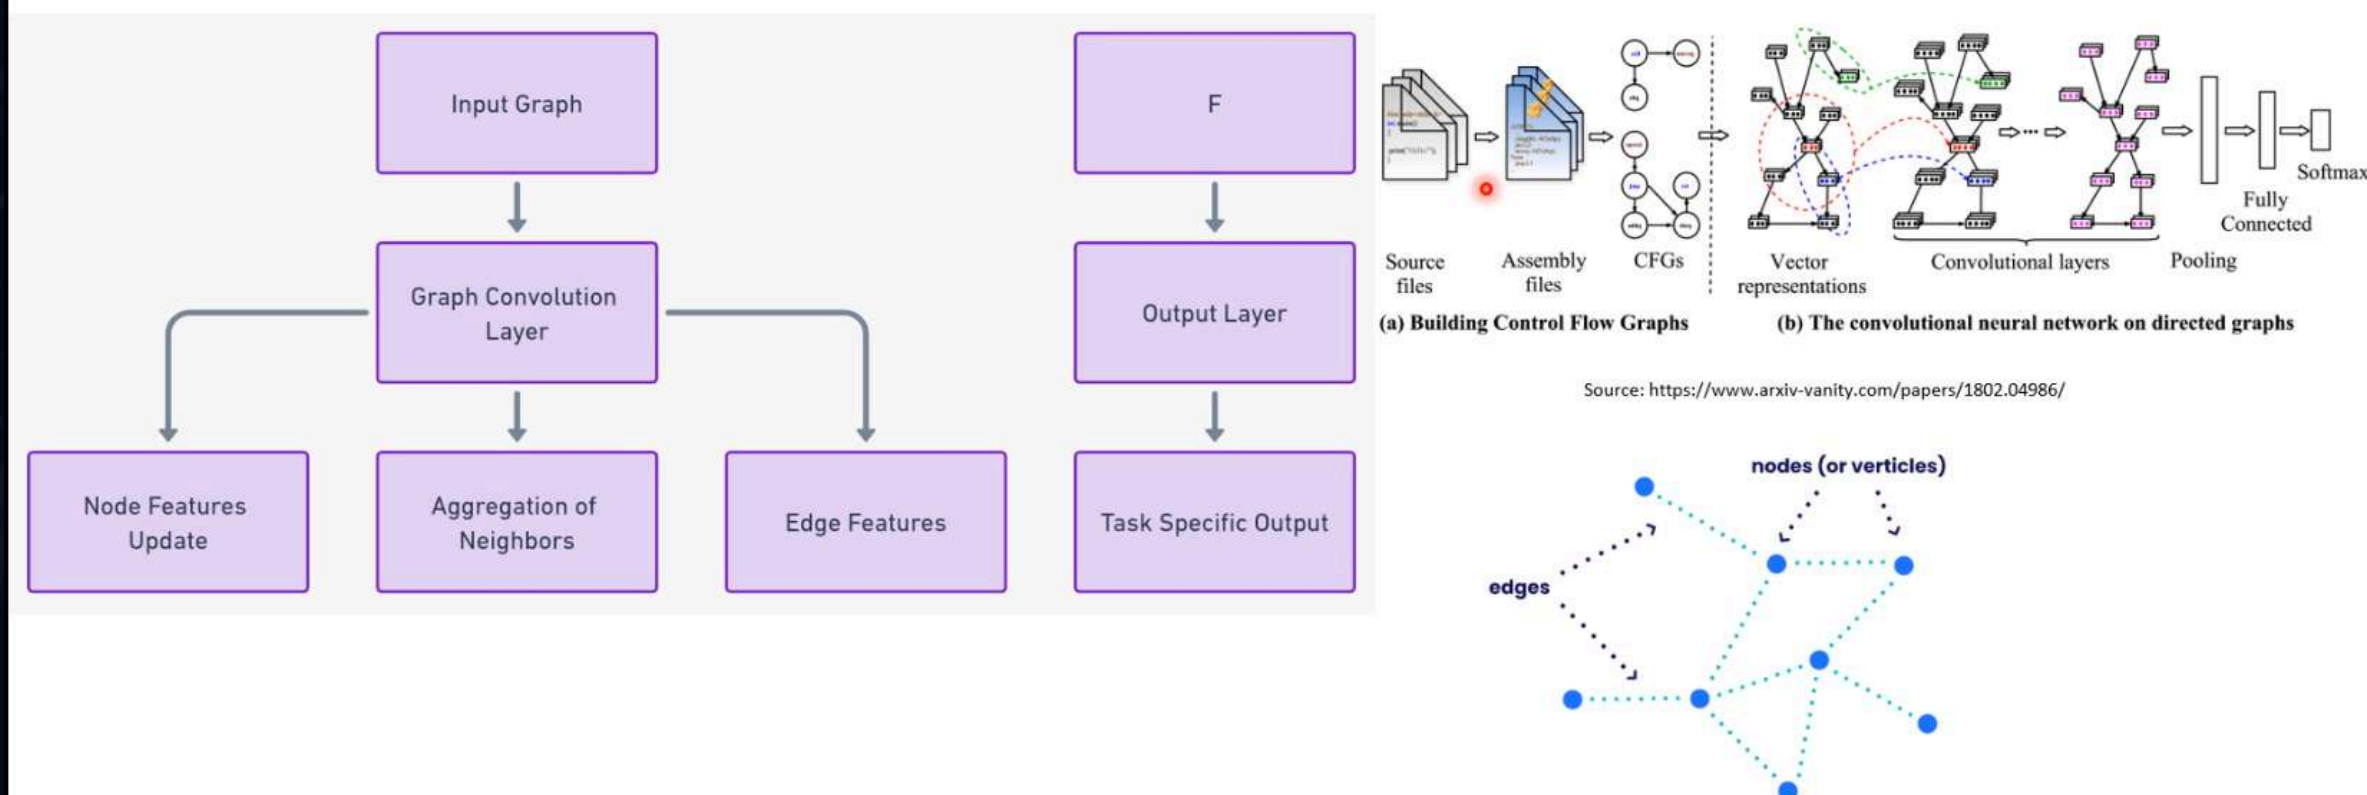 Input Graph
Graph Convolution
Layer
Node Features
Update
Aggregation of
Neighbors
Edge Features
F
Output Layer
Task Specific Output
Source
files
Assembly
files
CFGs
Vector
representations
Convolutional layers
Pooling
Fully
Connected
Softmax
(a) Building Control Flow Graphs
(b) The convolutional neural network on directed graphs
Source: https://www.arxiv-vanity.com/papers/1802.04986/
nodes (or verticles)
edges